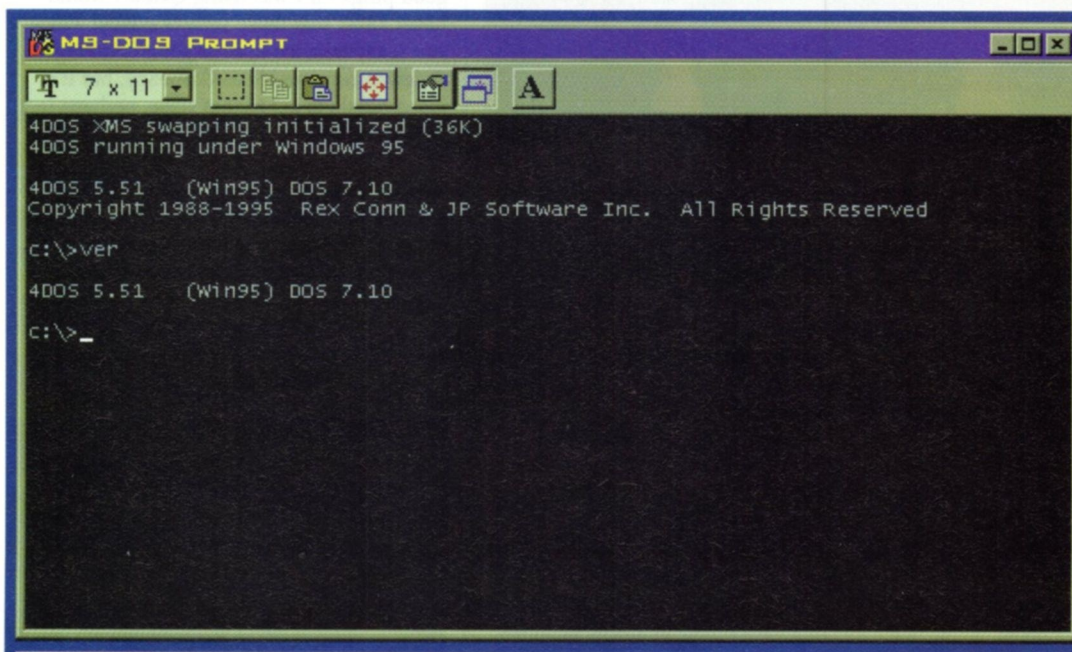 MS-DOS PROMPT
Tr 7 x 11 A
4DOS XMS swapping initialized (36K)
4DOS running under Windows 95
4DOS 5.51 (Win95) DOS 7.10
Copyright 1988-1995 Rex Conn & JP Software Inc. All Rights Reserved
c:\>ver
4DOS 5.51 (Win95) DOS 7.10
c:\>_